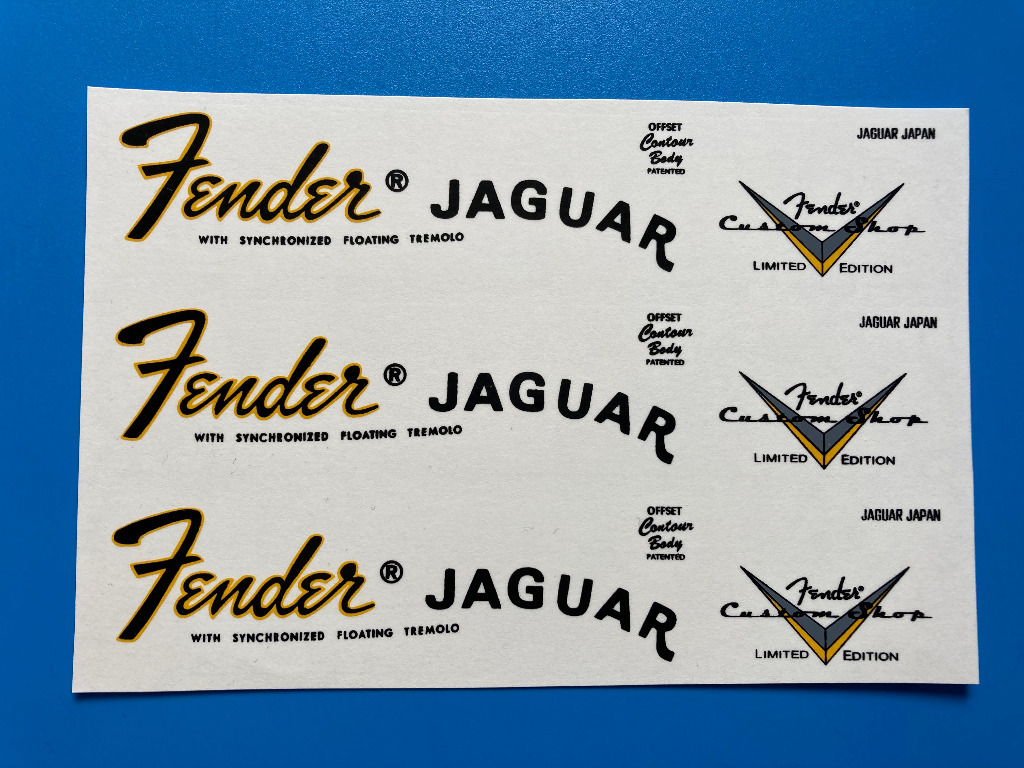 Fender® JAGUAR
WITH SYNCHRONIZED FLOATING TREMOLO
OFFSET
Contour
Body
PATENTED
JAGUAR JAPAN
Fender®
Custom Shop
LIMITED EDITION
Fender® JAGUAR
WITH SYNCHRONIZED FLOATING TREMOLO
OFFSET
Contour
Body
PATENTED
JAGUAR JAPAN
Fender®
Custom Shop
LIMITED EDITION
Fender® JAGUAR
WITH SYNCHRONIZED FLOATING TREMOLO
OFFSET
Contour
Body
PATENTED
JAGUAR JAPAN
Fender®
Custom Shop
LIMITED EDITION